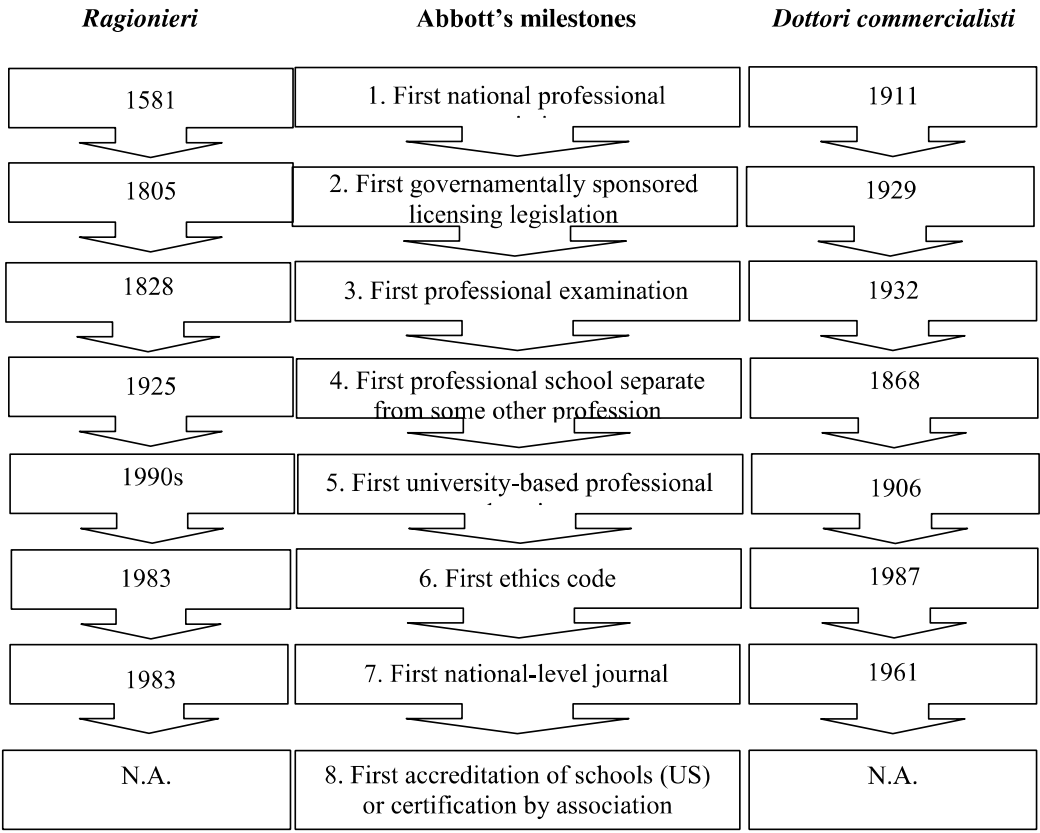 Ragionieri Abbott's milestones Dottori commercialisti
1581
1. First national professional
1911
1805
2. First governamentally sponsored
licensing legislation
1929
1828
3. First professional examination
1932
1925
4. First professional school separate
from some other profession
1868
1990s
5. First university-based professional
1906
1983
6. First ethics code
1987
1983
7. First national-level journal
1961
N.A.
8. First accreditation of schools (US)
or certification by association
N.A.